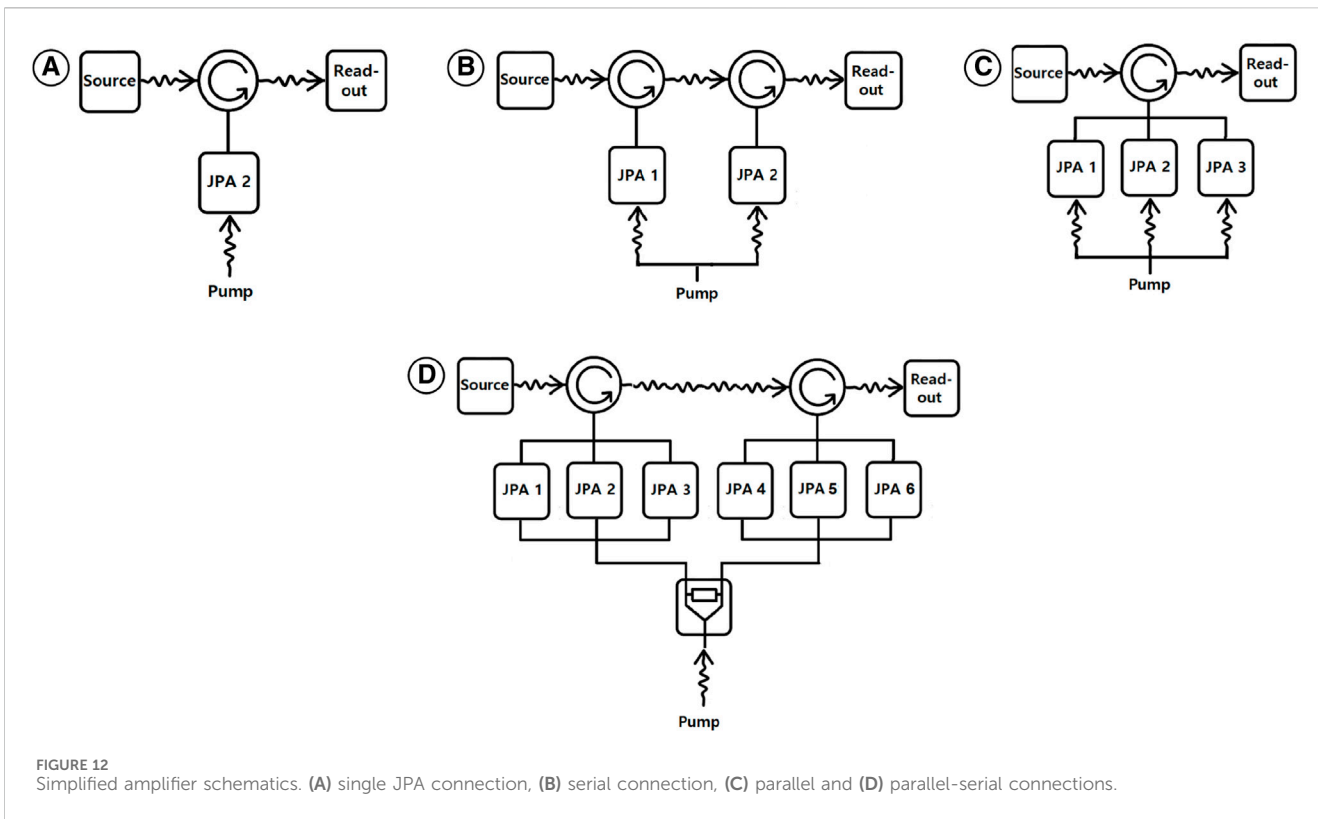 A
Source
Read-
out
JPA 2
Pump
B
Source
Read-
out
JPA 1
JPA 2
Pump
C
Source
Read-
out
JPA 1
JPA 2
JPA 3
Pump
D
Source
Read-
out
JPA 1
JPA 2
JPA 3
JPA 4
JPA 5
JPA 6
Pump
FIGURE 12
Simplified amplifier schematics. (A) single JPA connection, (B) serial connection, (C) parallel and (D) parallel-serial connections.